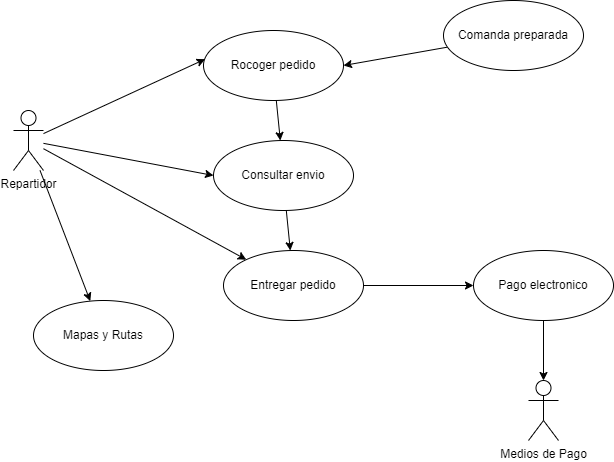 Comanda preparada
Rocoger pedido
Consultar envio
Repartidor
Entregar pedido
Pago electronico
Mapas y Rutas
Medios de Pago